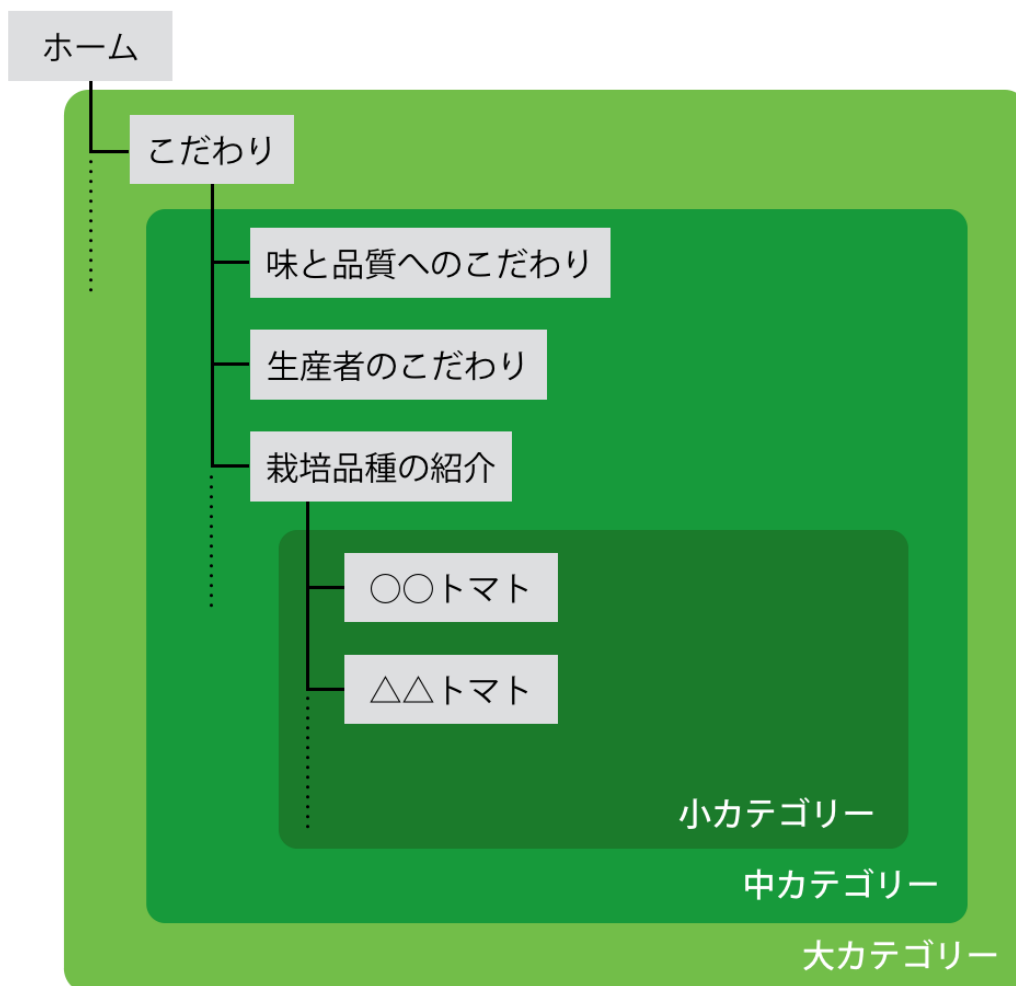 ホーム
こだわり
味と品質へのこだわり
生産者のこだわり
栽培品種の紹介
○○トマト
△△トマト
小カテゴリー
中カテゴリー
大カテゴリー